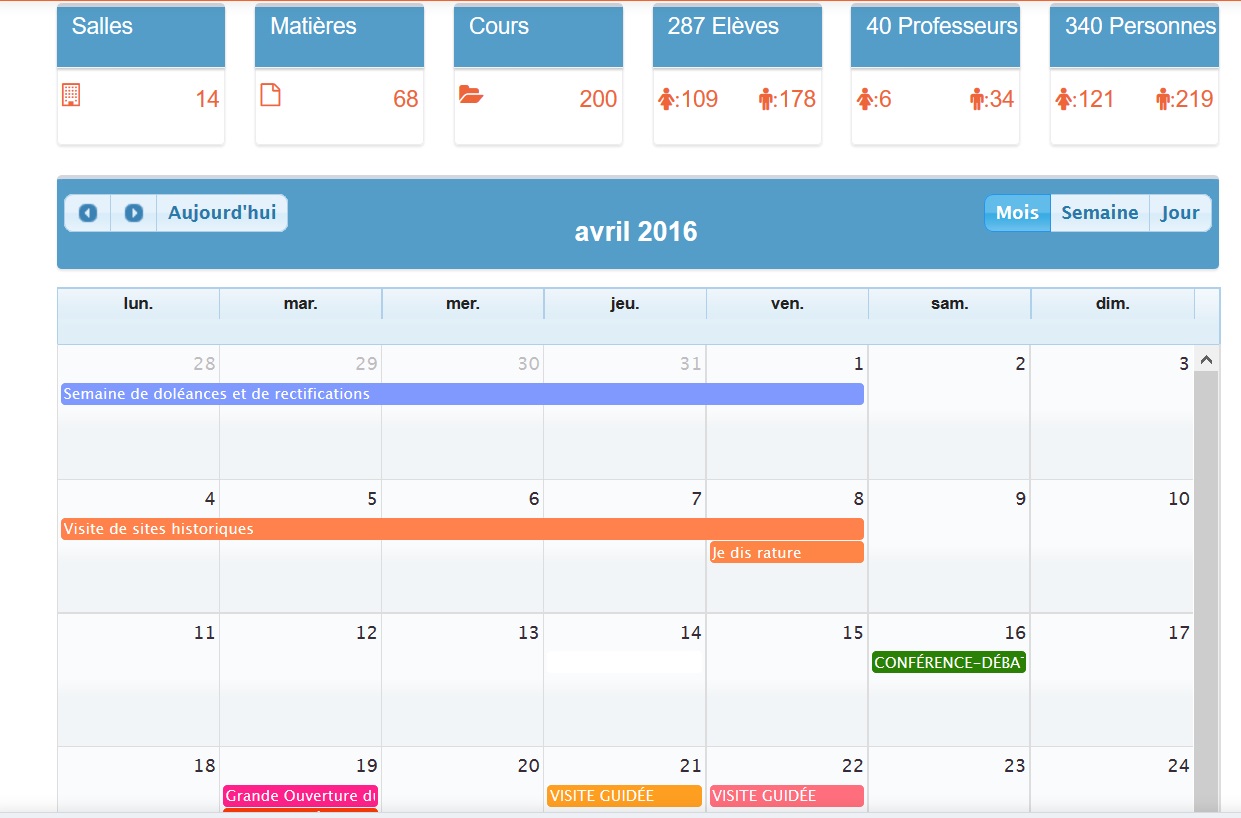 Salles
Matières
Cours
287 Elèves
40 Professeurs
340 Personnes
14
68
200
:109 :178
:6 :34
:121 :219
Aujourd'hui
avril 2016
Mois Semaine Jour
lun. mar. mer. jeu. ven. sam. dim.
28 29 30 31 1 2 3
Semaine de doléances et de rectifications
4 5 6 7 8 9 10
Visite de sites historiques
Je dis rature
11 12 13 14 15 16 17
CONFÉRENCE-DÉBA
18 19 20 21 22 23 24
Grande Ouverture du
VISITE GUIDÉE
VISITE GUIDÉE